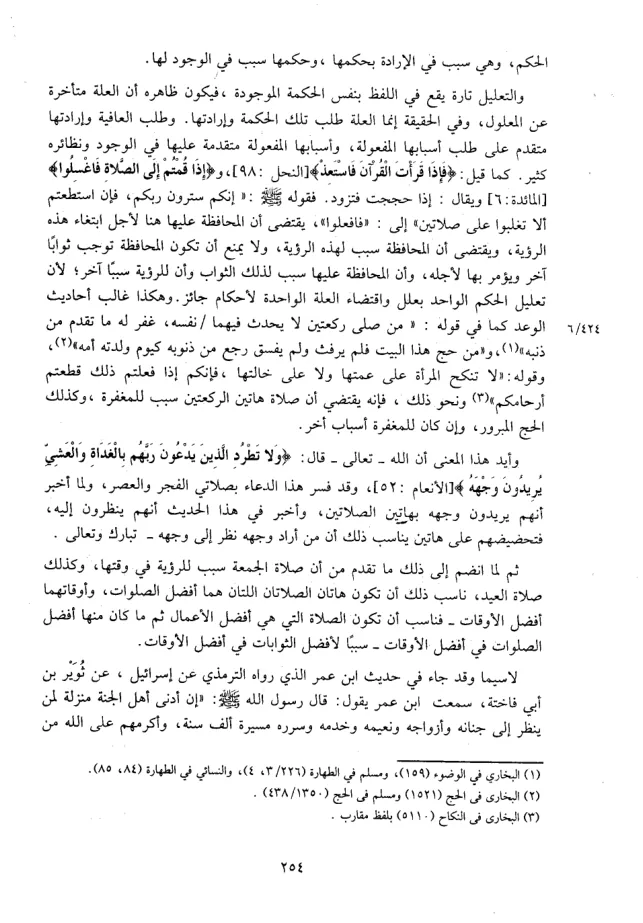 الحكم، وهي سبب في الإرادة بحكمها ،وحكمها سبب في الوجود لها.
والتعليل تارة يقع في اللفظ بنفس الحكمة الموجودة ،فيكون ظاهره أن العلة متأخرة
عن المعلول، وفي الحقيقة إنما العلة طلب تلك الحكمة وإرادتها. وطلب العافية وإرادتها
متقدم على طلب أسبابها المفعولة، وأسبابها المفعولة متقدمة عليها في الوجود ونظائره
كثير. كما قيل: ﴿فَإِذَا قَرَأْتَ الْقُرْآنَ فَاسْتَعِذْ﴾[النحل :٩٨]،و﴿إِذَا قُمْتُمْ إِلَى الصَّلاةِ فَاغْسِلُوا﴾
[المائدة:٦] ويقال : إذا حججت فتزود. فقوله ﷺ :« إنكم سترون ربكم، فإن استطعتم
ألا تغلبوا على صلاتين» إلى : «فافعلوا»، يقتضى أن المحافظة عليها هنا لأجل ابتغاء هذه
الرؤية، ويقتضى أن المحافظة سبب لهذه الرؤية، ولا يمنع أن تكون المحافظة توجب ثوابًا
آخر ويؤمر بها لأجله، وأن المحافظة عليها سبب لذلك الثواب وأن للرؤية سببًا آخر؛ لأن
تعليل الحكم الواحد بعلل واقتضاء العلة الواحدة لأحكام جائز.وهكذا غالب أحاديث
٦/٤٢٤ الوعد كما في قوله : « من صلى ركعتين لا يحدث فيهما /نفسه، غفر له ما تقدم من
ذنبه»(١)،و«من حج هذا البيت فلم يرفث ولم يفسق رجع من ذنوبه كيوم ولدته أمه»(٢)،
وقوله:«لا تنكح المرأة على عمتها ولا على خالتها ،فإنكم إذا فعلتم ذلك قطعتم
أرحامكم»(٣) ونحو ذلك ، فإنه يقتضي أن صلاة هاتين الركعتين سبب للمغفرة ،وكذلك
الحج المبرور، وإن كان للمغفرة أسباب أخر.
وأيد هذا المعنى أن الله ـ تعالى ـ قال: ﴿وَلا تَطْرُدِ الَّذِينَ يَدْعُونَ رَبَّهُم بِالْغَدَاةِ وَالْعَشِيِّ
يُرِيدُونَ وَجْهَهُ ﴾[الأنعام :٥٢]، وقد فسر هذا الدعاء بصلاتي الفجر والعصر، ولما أخبر
أنهم يريدون وجهه بهاتين الصلاتين، وأخبر في هذا الحديث أنهم ينظرون إليه،
فتحضيضهم على هاتين يناسب ذلك أن من أراد وجهه نظر إلى وجهه ـ تبارك وتعالى .
ثم لما انضم إلى ذلك ما تقدم من أن صلاة الجمعة سبب للرؤية في وقتها، وكذلك
صلاة العيد، ناسب ذلك أن تكون هاتان الصلاتان اللتان هما أفضل الصلوات، وأوقاتهما
أفضل الأوقات ـ فناسب أن تكون الصلاة التي هي أفضل الأعمال ثم ما كان منها أفضل
الصلوات في أفضل الأوقات ـ سببًا لأفضل الثوابات في أفضل الأوقات.
لاسيما وقد جاء في حديث ابن عمر الذي رواه الترمذي عن إسرائيل ، عن ثُوَيْر بن
أبي فاختة، سمعت ابن عمر يقول: قال رسول الله ﷺ: «إن أدنى أهل الجنة منزلة لمن
ينظر إلى جنانه وأزواجه ونعيمه وخدمه وسرره مسيرة ألف سنة، وأكرمهم على الله من
(١) البخاري في الوضوء (١٥٩)، ومسلم في الطهارة (٣/٢٢٦، ٤)، والنسائي في الطهارة (٨٤، ٨٥).
(٢) البخارى فى الحج (١٥٢١) ومسلم فى الحج (٤٣٨/١٣٥٠) .
(٣) البخارى فى النكاح (٥١١٠) بلفظ مقارب .
٢٥٤